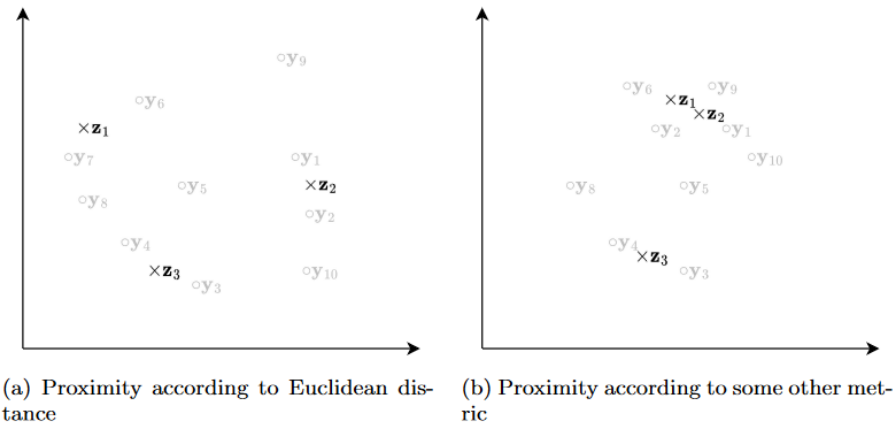 y₉
y₆
×z₁
y₇
y₁
y₅
×z₂
y₈
y₂
y₄
×z₃
y₁₀
y₃
(a) Proximity according to Euclidean dis-
tance
y₆
y₉
×z₁
×z₂
y₂
y₁
y₁₀
y₈
y₅
y₄
×z₃
y₃
(b) Proximity according to some other met-
ric